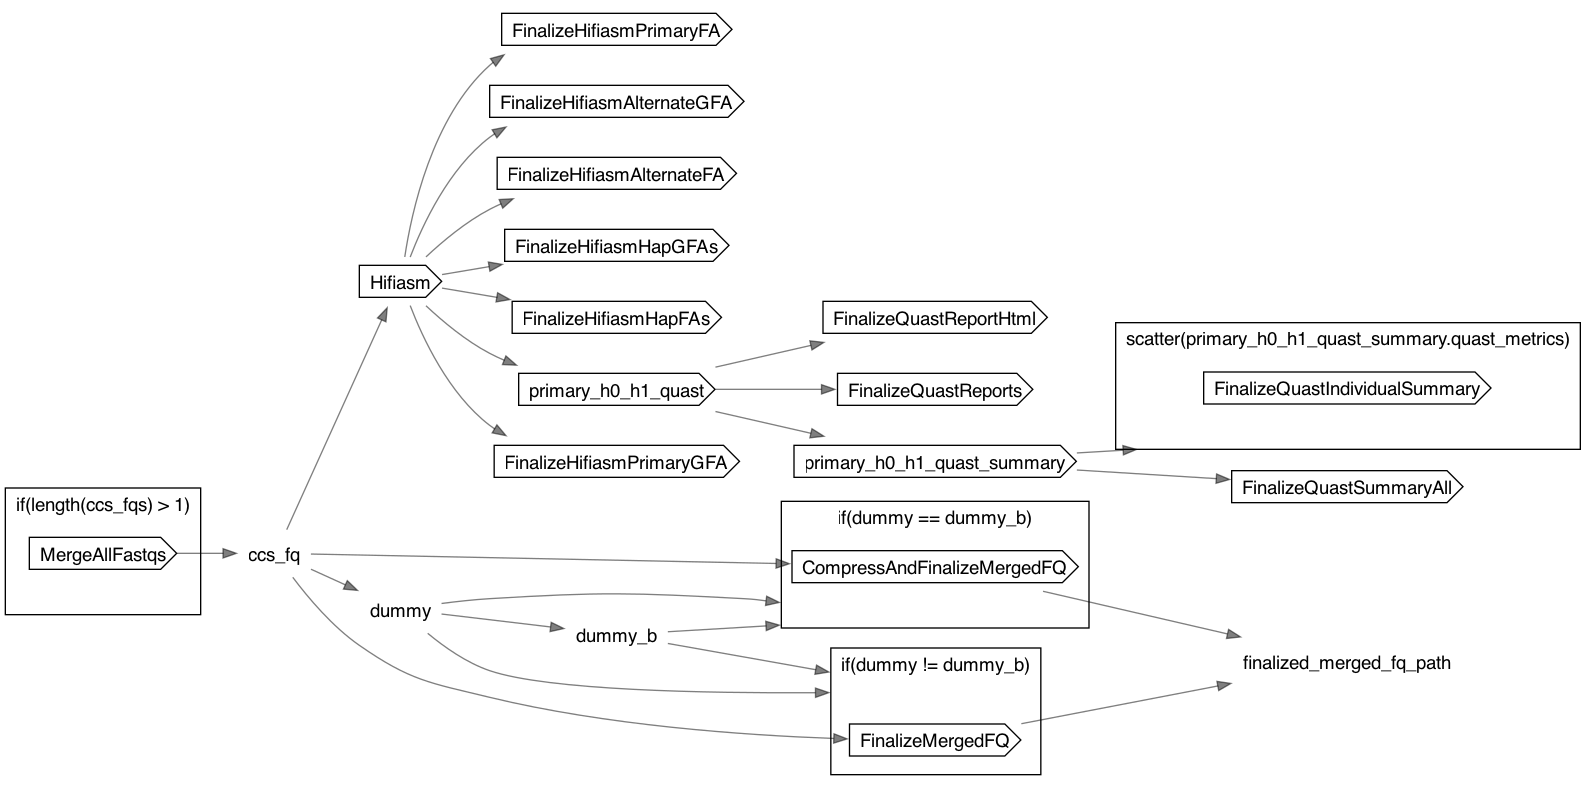 FinalizeHifiasmPrimaryFA
FinalizeHifiasmAlternateGFA
FinalizeHifiasmAlternateFA
FinalizeHifiasmHapGFAs
Hifiasm
FinalizeHifiasmHapFAs
FinalizeQuastReportHtml
scatter(primary_h0_h1_quast_summary.quast_metrics)
primary_h0_h1_quast
FinalizeQuastReports
FinalizeQuastIndividualSummary
FinalizeHifiasmPrimaryGFA
primary_h0_h1_quast_summary
FinalizeQuastSummaryAll
if(length(ccs_fqs) > 1)
if(dummy == dummy_b)
MergeAllFastqs
ccs_fq
CompressAndFinalizeMergedFQ
dummy
dummy_b
if(dummy != dummy_b)
finalized_merged_fq_path
FinalizeMergedFQ